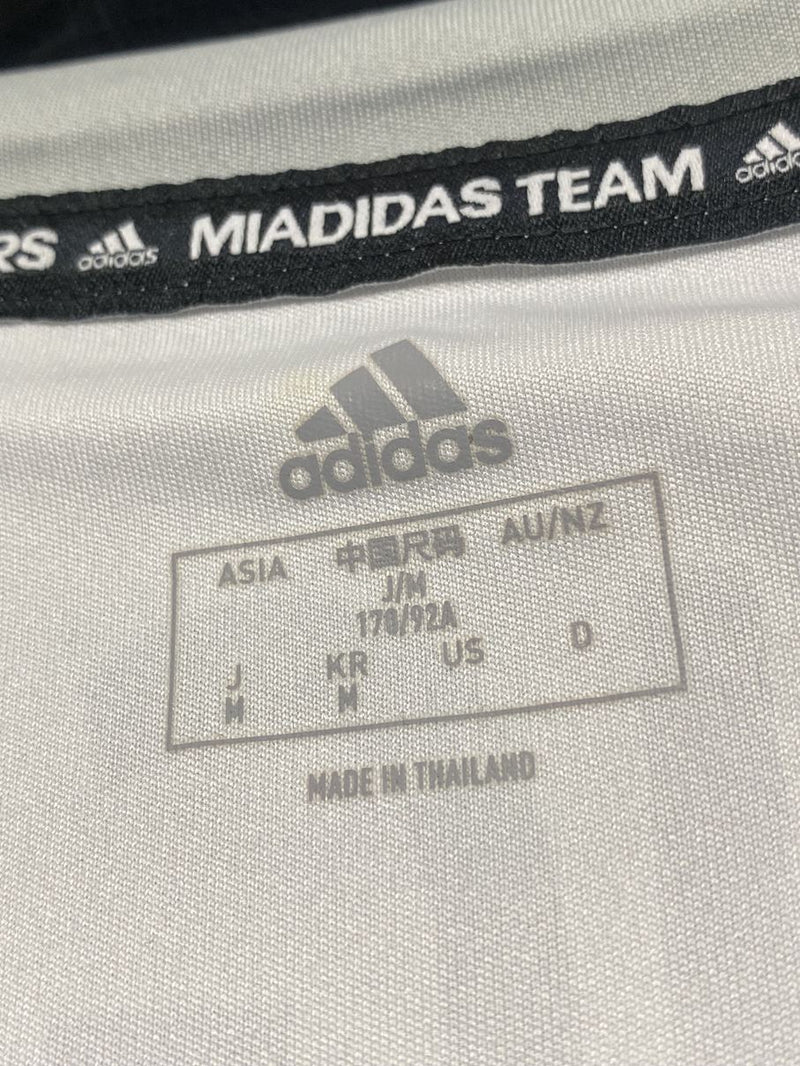 RS adidas MIADIDAS TEAM adidas
adidas
ASIA 中国尺码 AU/NZ
J/M
170/92A
J KR US D
M M
MADE IN THAILAND